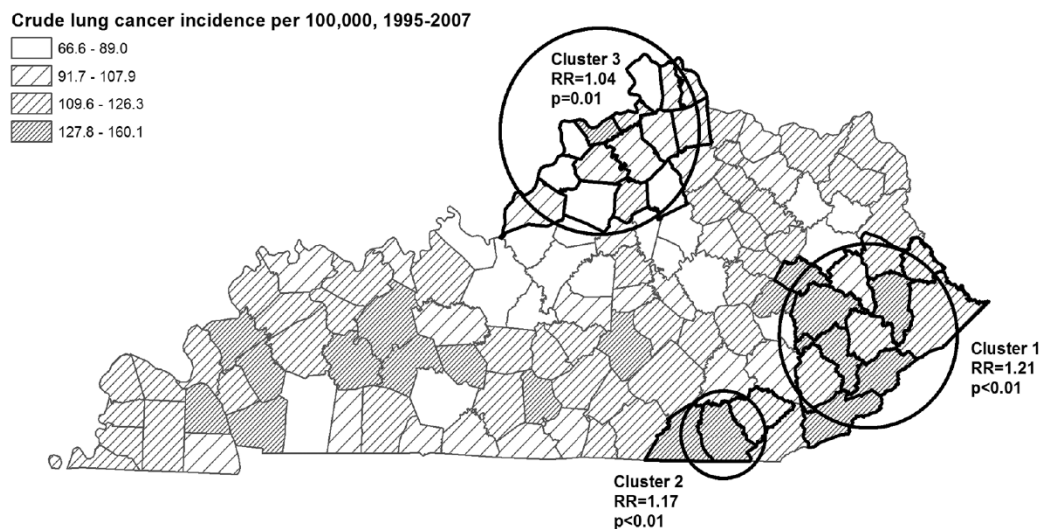 Crude lung cancer incidence per 100,000, 1995-2007
66.6 - 89.0
91.7 - 107.9
109.6 - 126.3
127.8 - 160.1
Cluster 3
RR=1.04
p=0.01
Cluster 1
RR=1.21
p<0.01
Cluster 2
RR=1.17
p<0.01